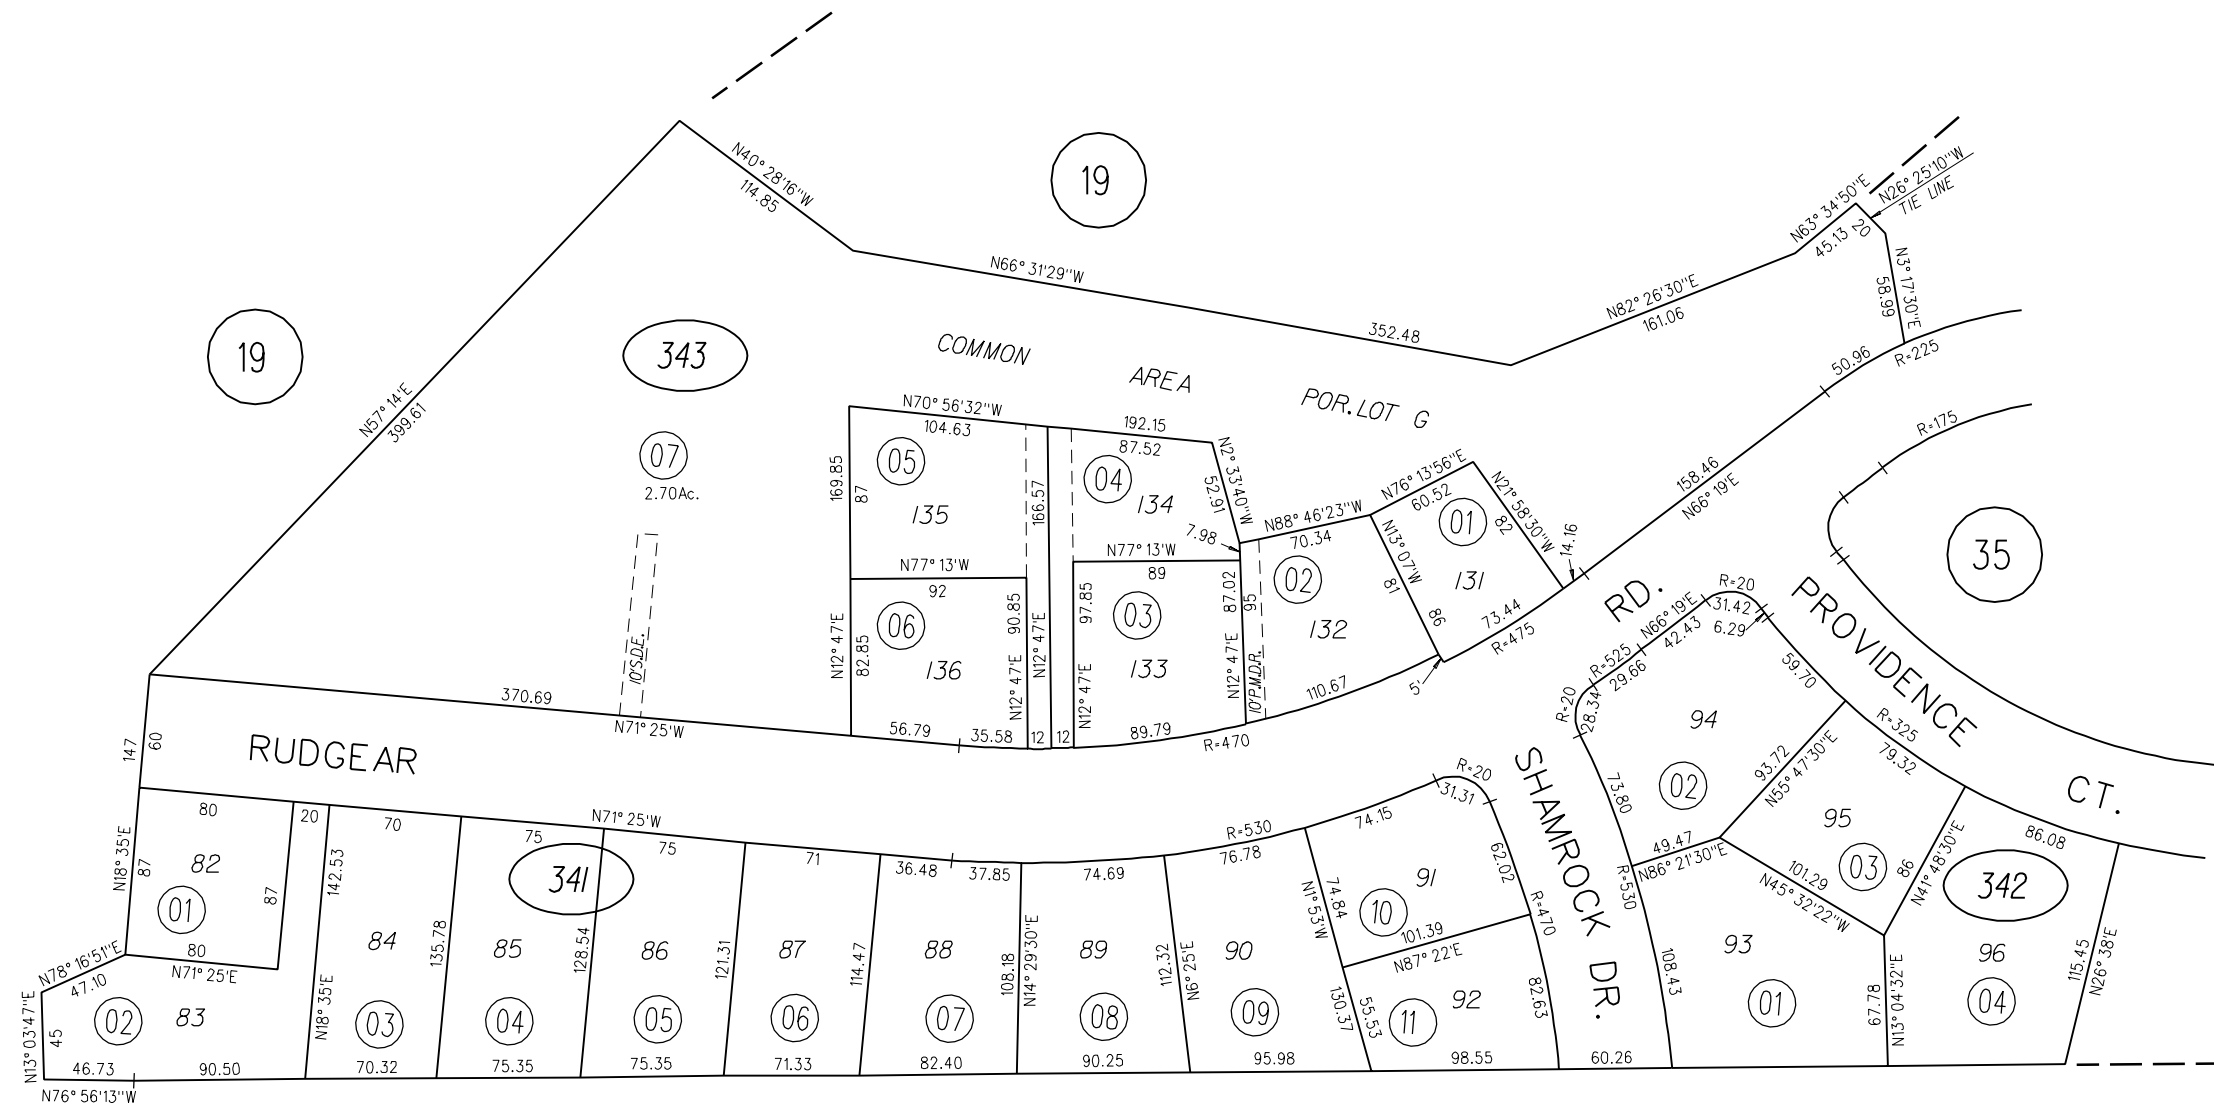 19
19
35
343
341
342
N40° 28'16"W
114.85
N66° 31'29"W
352.48
N82° 26'30"E
161.06
N63° 34'50"E
45.13
20
N26° 25'10"W
TIE LINE
N3° 17'30"E
58.99
50.96
R=225
R=175
N57° 14'E
399.61
COMMON AREA POR. LOT G
07
2.70Ac.
N70° 56'32"W
104.63
192.15
87.52
05
135
169.85
87
04
134
166.57
N2° 33'40"W
52.91
7.98
N77° 13'W
92
N77° 13'W
89
06
136
N12° 47'E
82.85
90.85
N12° 47'E
N12° 47'E
97.85
N12° 47'E
03
133
87.02
N12° 47'E
95
10'P.M.D.R.
N88° 46'23"W
70.34
02
132
N76° 13'56"E
60.52
01
131
N13° 07'W
81
86
N21° 58'30"W
82
14.16
158.46
N66° 19'E
73.44
R=475
5'
110.67
R=470
89.79
12
12
35.58
56.79
370.69
N71° 25'W
10'S.D.E.
RUDGEAR
RD.
147
60
PROVIDENCE
CT.
SHAMROCK DR.
R=20
31.42
6.29
N66° 19'E
42.43
R=525
29.66
R=20
28.34
59.70
94
02
73.80
93.72
N55° 47'30"E
R=325
79.32
49.47
N86° 21'30"E
R=530
95
03
101.29
N45° 32'22"W
86
N41° 48'30"E
86.08
96
04
115.45
N26° 38'E
67.78
N13° 04'32"E
93
01
108.43
60.26
80
20
70
N71° 25'W
75
75
71
36.48
37.85
74.69
76.78
R=530
74.15
31.31
R=20
N18° 35'E
87
82
01
87
80
N71° 25'E
142.53
N18° 35'E
N78° 16'51"E
47.10
N13° 03'47"E
45
02
83
46.73
90.50
N76° 56'13"W
84
03
70.32
135.78
85
04
75.35
128.54
86
05
75.35
121.31
87
06
71.33
114.47
88
07
82.40
108.18
N14° 29'30"E
89
08
90.25
112.32
N6° 25'E
90
09
95.98
N1° 53'W
74.84
130.37
55.53
91
10
62.02
101.39
N87° 22'E
R=470
92
11
82.63
98.55